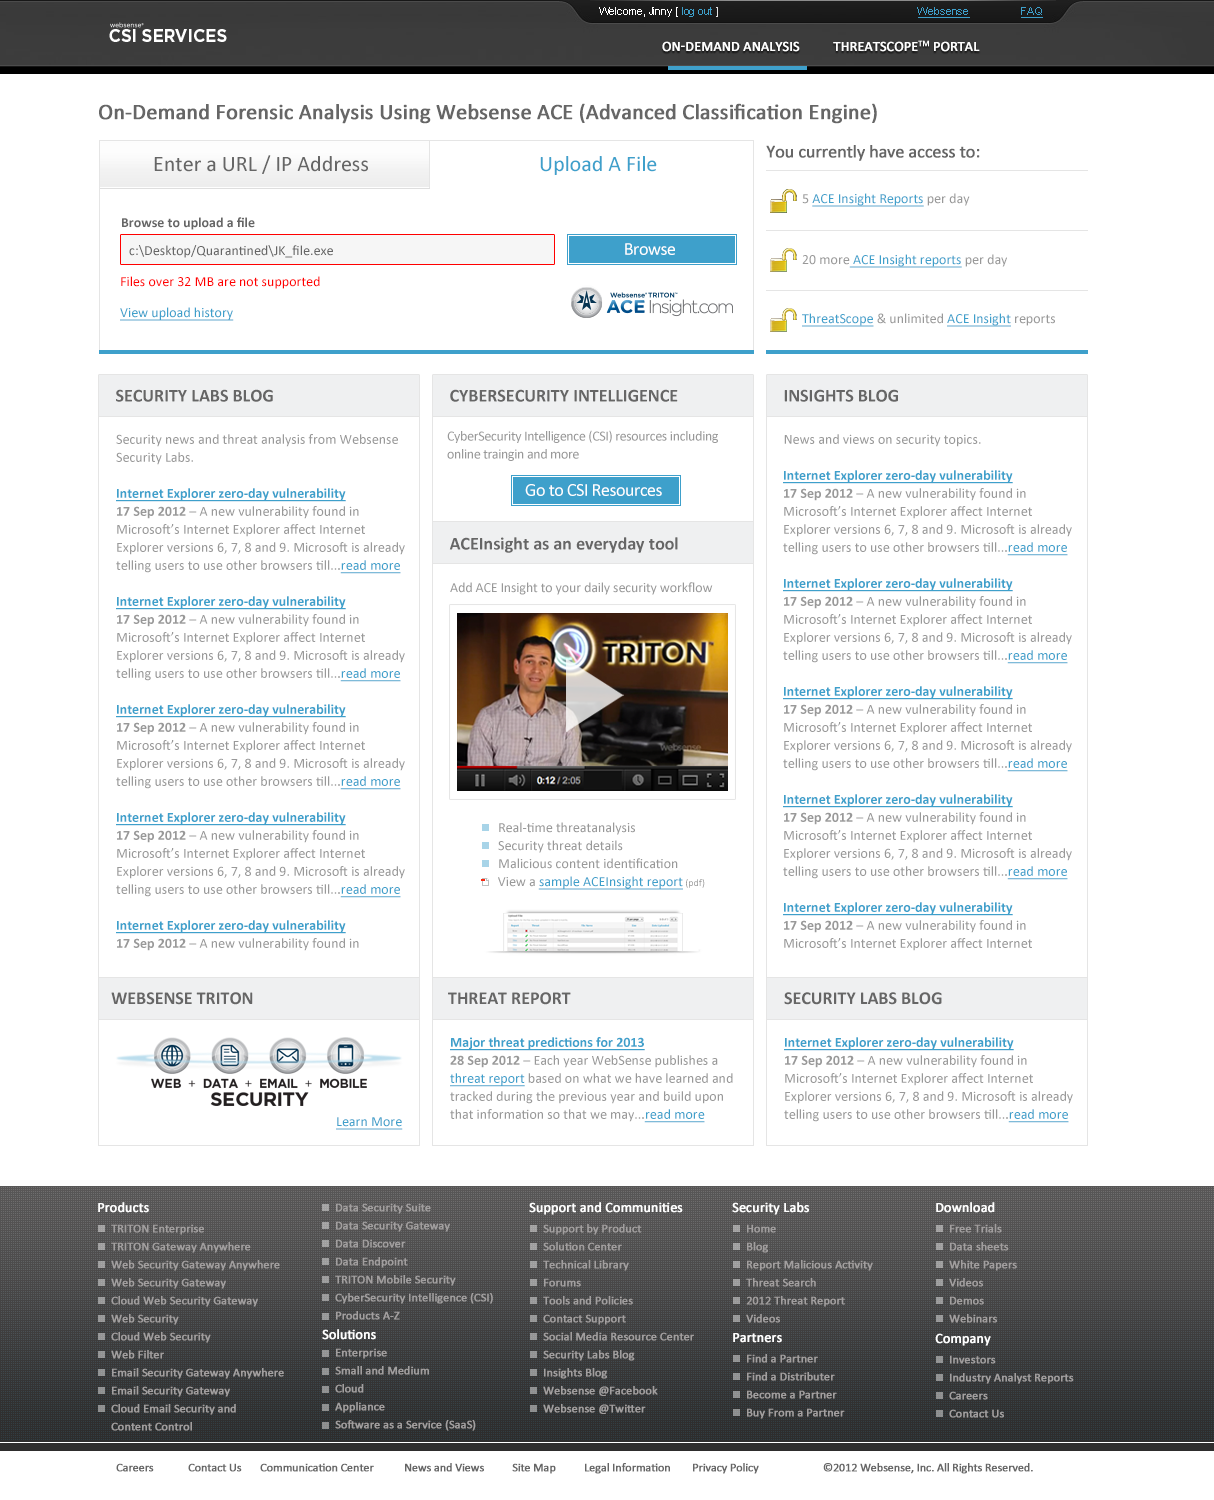 Welcome, Jinny [ log out ]
Websense
FAQ
websense®
CSI SERVICES
ON-DEMAND ANALYSIS
THREATSCOPE™ PORTAL
On-Demand Forensic Analysis Using Websense ACE (Advanced Classification Engine)
Enter a URL / IP Address
Upload A File
Browse to upload a file
c:\Desktop/Quarantined\JK_file.exe
Browse
Files over 32 MB are not supported
View upload history
Websense® TRITON™
ACE Insight.com
You currently have access to:
5 ACE Insight Reports per day
20 more ACE Insight reports per day
ThreatScope & unlimited ACE Insight reports
SECURITY LABS BLOG
Security news and threat analysis from Websense
Security Labs.
Internet Explorer zero-day vulnerability
17 Sep 2012 – A new vulnerability found in
Microsoft's Internet Explorer affect Internet
Explorer versions 6, 7, 8 and 9. Microsoft is already
telling users to use other browsers till...read more
Internet Explorer zero-day vulnerability
17 Sep 2012 – A new vulnerability found in
Microsoft's Internet Explorer affect Internet
Explorer versions 6, 7, 8 and 9. Microsoft is already
telling users to use other browsers till...read more
Internet Explorer zero-day vulnerability
17 Sep 2012 – A new vulnerability found in
Microsoft's Internet Explorer affect Internet
Explorer versions 6, 7, 8 and 9. Microsoft is already
telling users to use other browsers till...read more
Internet Explorer zero-day vulnerability
17 Sep 2012 – A new vulnerability found in
Microsoft's Internet Explorer affect Internet
Explorer versions 6, 7, 8 and 9. Microsoft is already
telling users to use other browsers till...read more
Internet Explorer zero-day vulnerability
17 Sep 2012 – A new vulnerability found in
CYBERSECURITY INTELLIGENCE
CyberSecurity Intelligence (CSI) resources including
online traingin and more
Go to CSI Resources
ACEInsight as an everyday tool
Add ACE Insight to your daily security workflow
TRITON™
websense
0:12 / 2:05
Real-time threatanalysis
Security threat details
Malicious content identification
View a sample ACEInsight report (pdf)
INSIGHTS BLOG
News and views on security topics.
Internet Explorer zero-day vulnerability
17 Sep 2012 – A new vulnerability found in
Microsoft's Internet Explorer affect Internet
Explorer versions 6, 7, 8 and 9. Microsoft is already
telling users to use other browsers till...read more
Internet Explorer zero-day vulnerability
17 Sep 2012 – A new vulnerability found in
Microsoft's Internet Explorer affect Internet
Explorer versions 6, 7, 8 and 9. Microsoft is already
telling users to use other browsers till...read more
Internet Explorer zero-day vulnerability
17 Sep 2012 – A new vulnerability found in
Microsoft's Internet Explorer affect Internet
Explorer versions 6, 7, 8 and 9. Microsoft is already
telling users to use other browsers till...read more
Internet Explorer zero-day vulnerability
17 Sep 2012 – A new vulnerability found in
Microsoft's Internet Explorer affect Internet
Explorer versions 6, 7, 8 and 9. Microsoft is already
telling users to use other browsers till...read more
Internet Explorer zero-day vulnerability
17 Sep 2012 – A new vulnerability found in
Microsoft's Internet Explorer affect Internet
WEBSENSE TRITON
WEB + DATA + EMAIL + MOBILE
SECURITY
Learn More
THREAT REPORT
Major threat predictions for 2013
28 Sep 2012 – Each year WebSense publishes a
threat report based on what we have learned and
tracked during the previous year and build upon
that information so that we may...read more
SECURITY LABS BLOG
Internet Explorer zero-day vulnerability
17 Sep 2012 – A new vulnerability found in
Microsoft's Internet Explorer affect Internet
Explorer versions 6, 7, 8 and 9. Microsoft is already
telling users to use other browsers till...read more
Products
TRITON Enterprise
TRITON Gateway Anywhere
Web Security Gateway Anywhere
Web Security Gateway
Cloud Web Security Gateway
Web Security
Cloud Web Security
Web Filter
Email Security Gateway Anywhere
Email Security Gateway
Cloud Email Security and
Content Control
Data Security Suite
Data Security Gateway
Data Discover
Data Endpoint
TRITON Mobile Security
CyberSecurity Intelligence (CSI)
Products A-Z
Solutions
Enterprise
Small and Medium
Cloud
Appliance
Software as a Service (SaaS)
Support and Communities
Support by Product
Solution Center
Technical Library
Forums
Tools and Policies
Contact Support
Social Media Resource Center
Security Labs Blog
Insights Blog
Websense @Facebook
Websense @Twitter
Security Labs
Home
Blog
Report Malicious Activity
Threat Search
2012 Threat Report
Videos
Partners
Find a Partner
Find a Distributer
Become a Partner
Buy From a Partner
Download
Free Trials
Data sheets
White Papers
Videos
Demos
Webinars
Company
Investors
Industry Analyst Reports
Careers
Contact Us
Careers
Contact Us
Communication Center
News and Views
Site Map
Legal Information
Privacy Policy
©2012 Websense, Inc. All Rights Reserved.